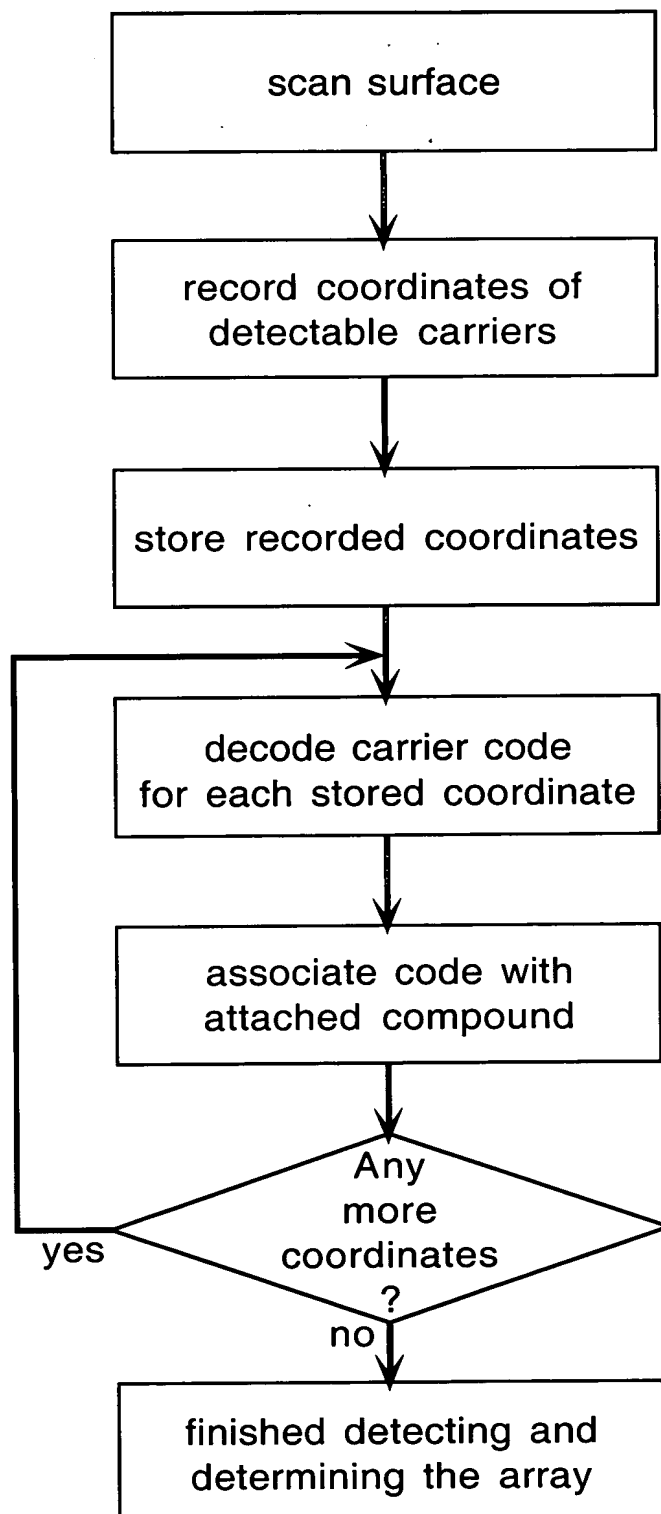 scan surface
record coordinates of
detectable carriers
store recorded coordinates
decode carrier code
for each stored coordinate
associate code with
attached compound
Any
more
coordinates
?
yes
no
finished detecting and
determining the array